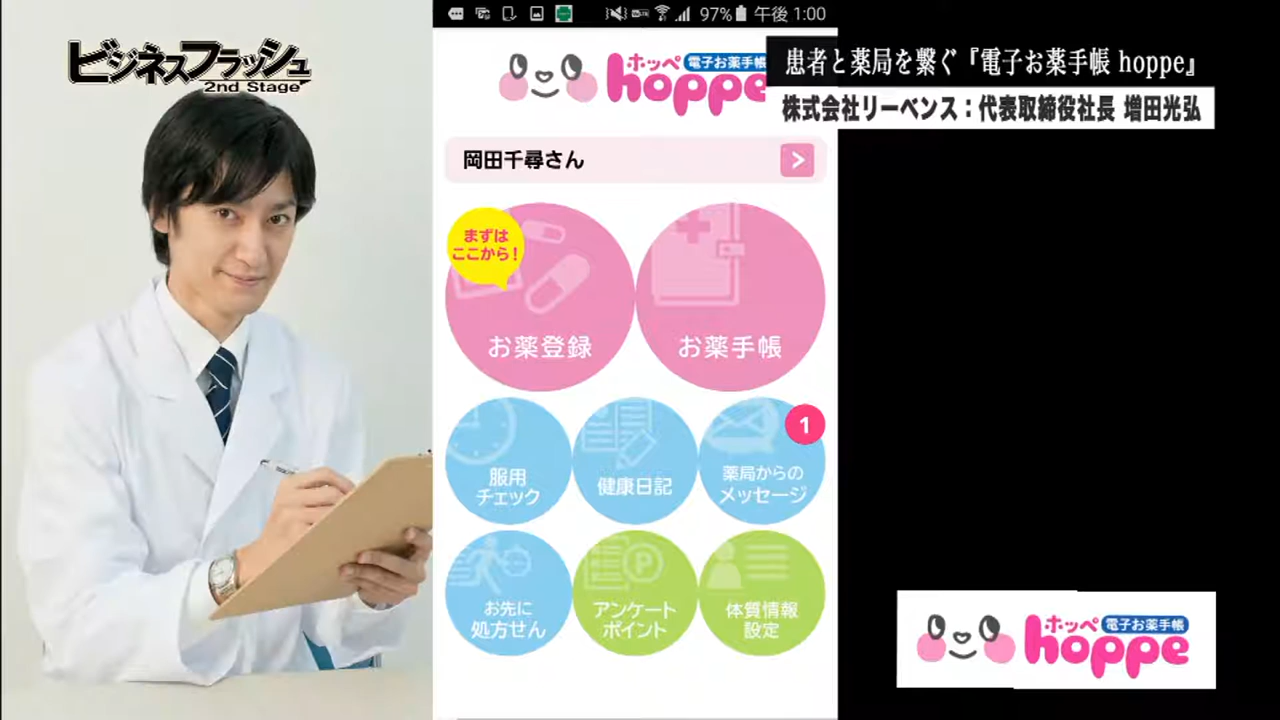 ビジネスフラッシュ
2nd Stage
97% 午後 1:00
ホッペ 電子お薬手帳
hoppe
患者と薬局を繋ぐ『電子お薬手帳 hoppe』
株式会社リーベンス：代表取締役社長 増田光弘
岡田千尋さん
まずは
ここから！
お薬登録
お薬手帳
服用
チェック
健康日記
1
薬局からの
メッセージ
お先に
処方せん
P
アンケート
ポイント
体質情報
設定
ホッペ 電子お薬手帳
hoppe